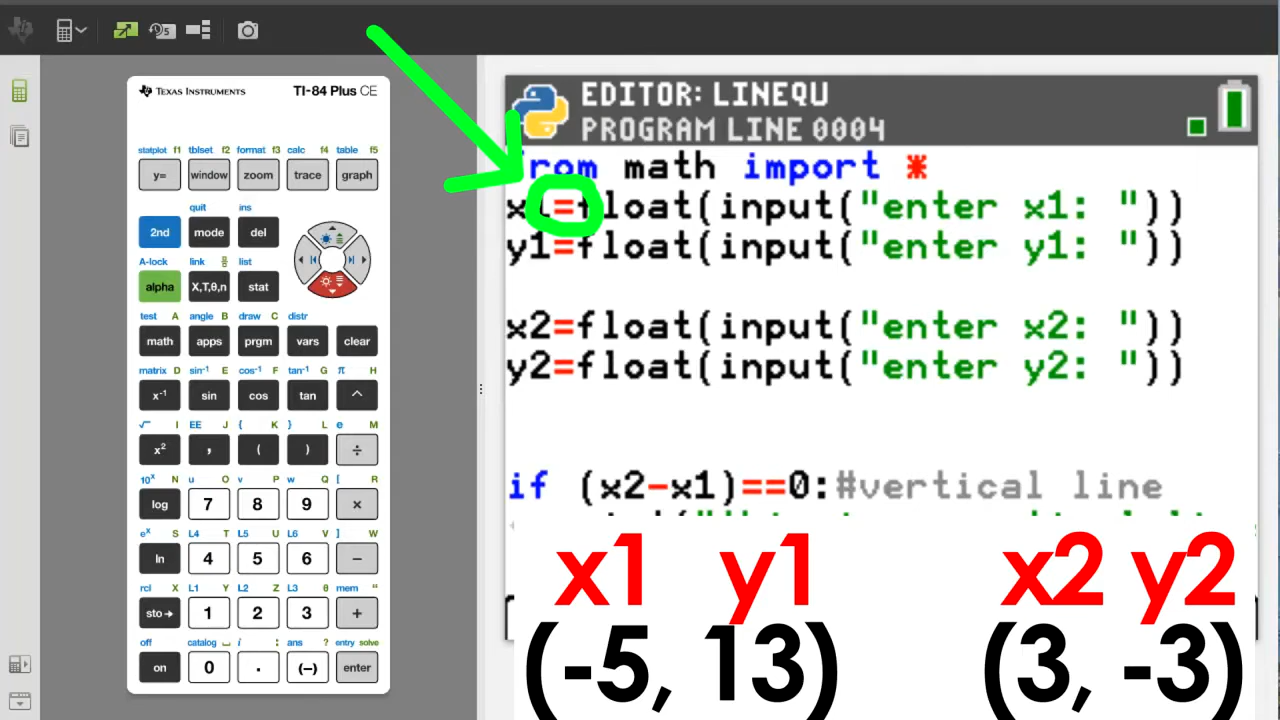 TEXAS INSTRUMENTS TI-84 Plus CE
statplot f1 tblset f2 format f3 calc f4 table f5
y= window zoom trace graph
quit ins
2nd mode del
A-lock link list
alpha X,T,θ,n stat
test A angle B draw C distr
math apps prgm vars clear
matrix D sin⁻¹ E cos⁻¹ F tan⁻¹ G π H
x⁻¹ sin cos tan ^
√ I EE J { K } L e M
x² , ( ) ÷
10ˣ N u O v P w Q [ R
log 7 8 9 ×
eˣ S L4 T L5 U L6 V ] W
ln 4 5 6 −
rcl X L1 Y L2 Z L3 θ mem "
sto→ 1 2 3 +
off catalog i : ans ? entry solve
on 0 . (−) enter
EDITOR: LINEQU
PROGRAM LINE 0004
from math import *
x1=float(input("enter x1: "))
y1=float(input("enter y1: "))
x2=float(input("enter x2: "))
y2=float(input("enter y2: "))
if (x2-x1)==0:#vertical line
x1 y1 x2 y2
(-5, 13) (3, -3)